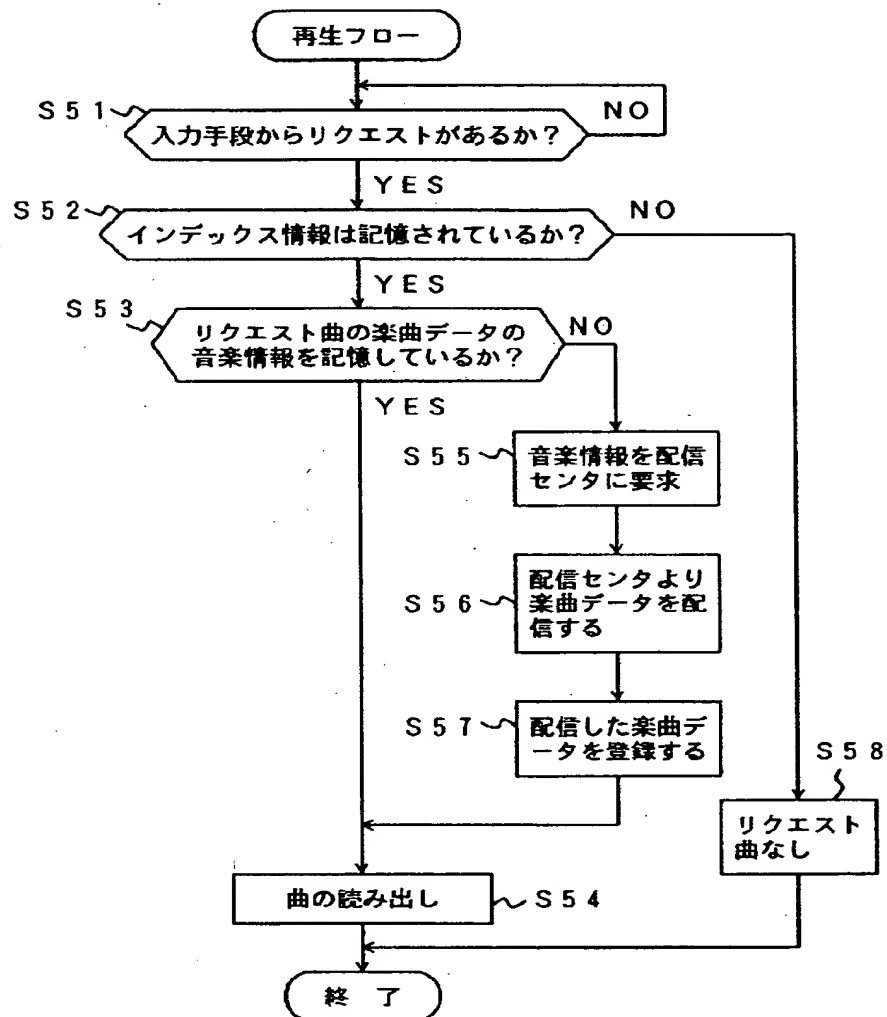 再生フロー
S51
NO
入力手段からリクエストがあるか?
YES
S52
NO
インデックス情報は記憶されているか?
YES
S53
NO
リクエスト曲の楽曲データの
音楽情報を記憶しているか?
YES
S55
音楽情報を配信
センタに要求
S56
配信センタより
楽曲データを配
信する
S57
配信した楽曲デ
ータを登録する
S58
リクエスト
曲なし
曲の読み出し
S54
終 了